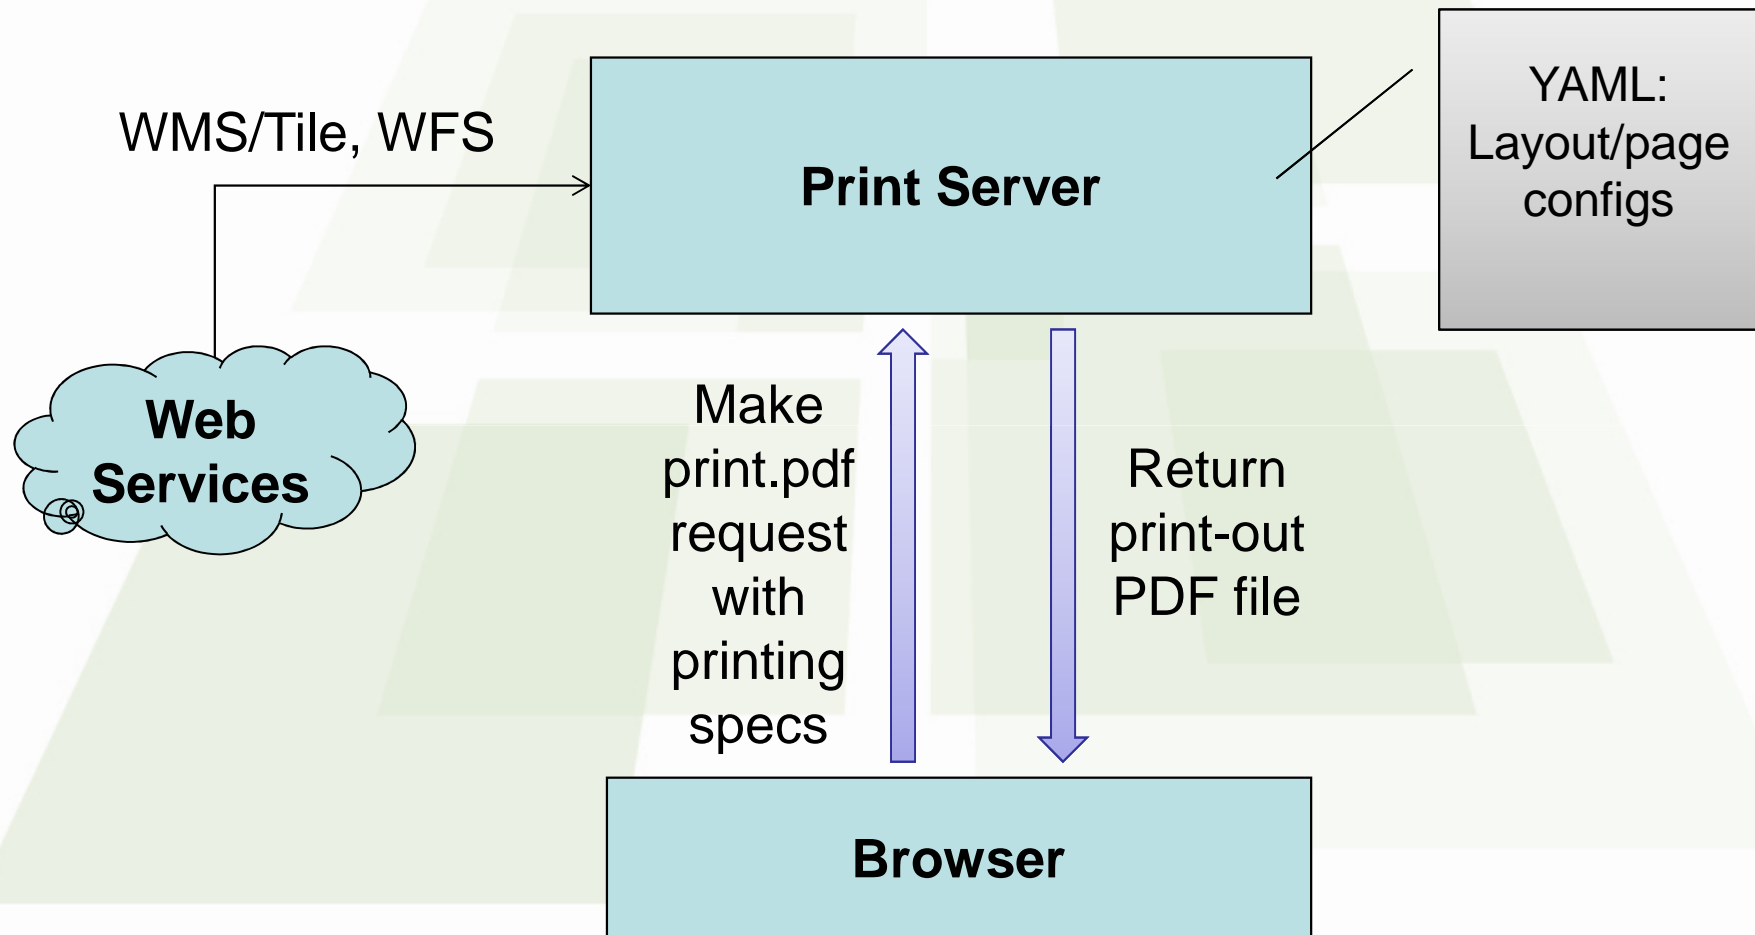 WMS/Tile, WFS
Print Server
YAML:
Layout/page
configs
Web
Services
Make
print.pdf
request
with
printing
specs
Return
print-out
PDF file
Browser